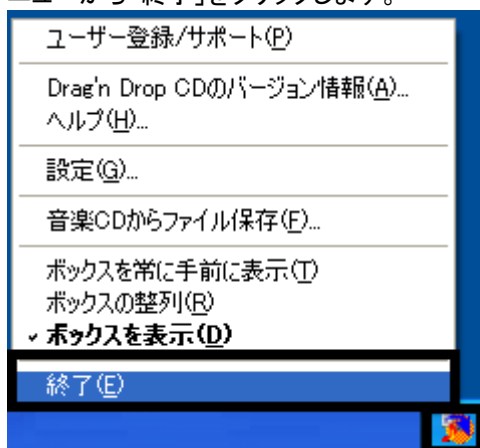 ニューから「終了」をクリックします。
ユーザー登録/サポート(P)
Drag'n Drop CDのバージョン情報(A)...
ヘルプ(H)...
設定(G)...
音楽CDからファイル保存(F)...
ボックスを常に手前に表示(T)
ボックスの整列(R)
ボックスを表示(D)
終了(E)